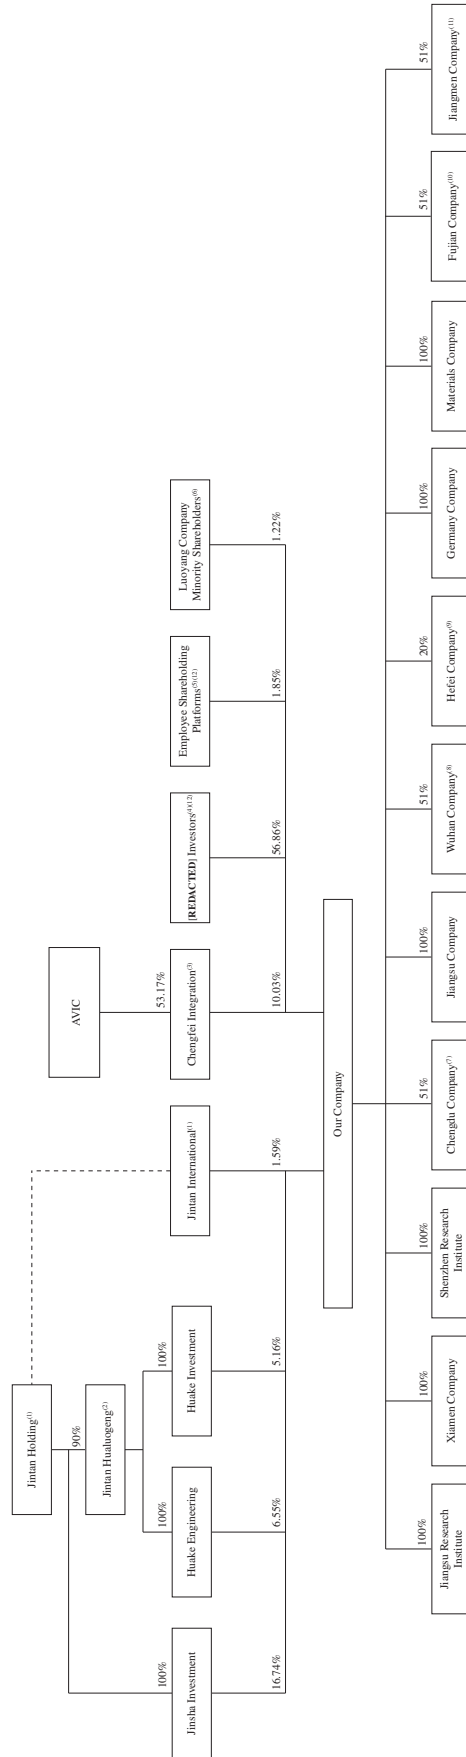 Jintan Holding(1)
90%
Jintan Hualuogeng(2)
AVIC
100%
100%
100%
53.17%
Jinsha Investment
Huake Engineering
Huake Investment
Jintan International(1)
Chengfei Integration(3)
[REDACTED] Investors(4)(12)
Employee Shareholding
Platforms(5)(12)
Luoyang Company
Minority Shareholders(6)
16.74%
6.55%
5.16%
1.59%
10.03%
56.86%
1.85%
1.22%
Our Company
100%
100%
100%
51%
100%
51%
20%
100%
100%
51%
51%
Jiangsu Research
Institute
Xiamen Company
Shenzhen Research
Institute
Chengdu Company(7)
Jiangsu Company
Wuhan Company(8)
Hefei Company(9)
Germany Company
Materials Company
Fujian Company(10)
Jiangmen Company(11)